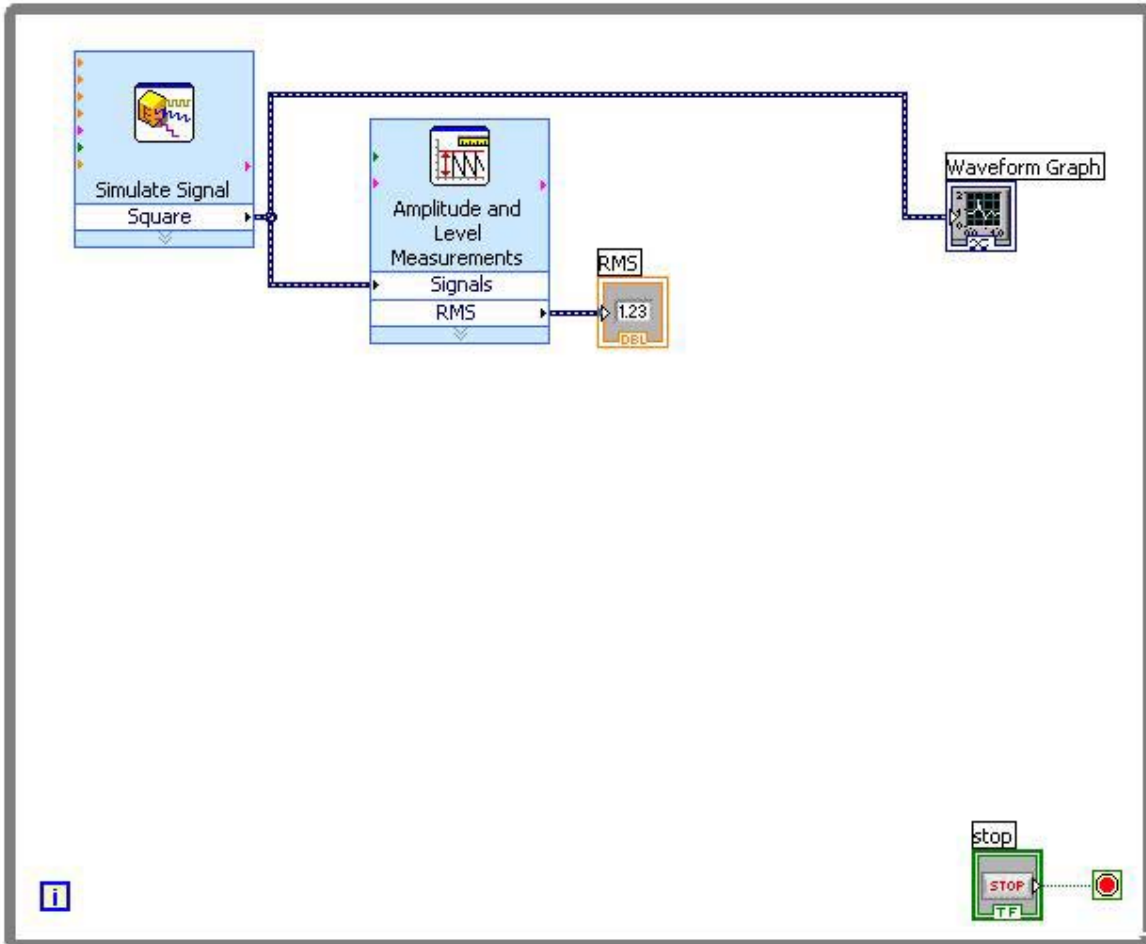 Simulate Signal
Square
Amplitude and
Level
Measurements
Signals
RMS
RMS
1.23
DBL
Waveform Graph
stop
STOP
TF
i